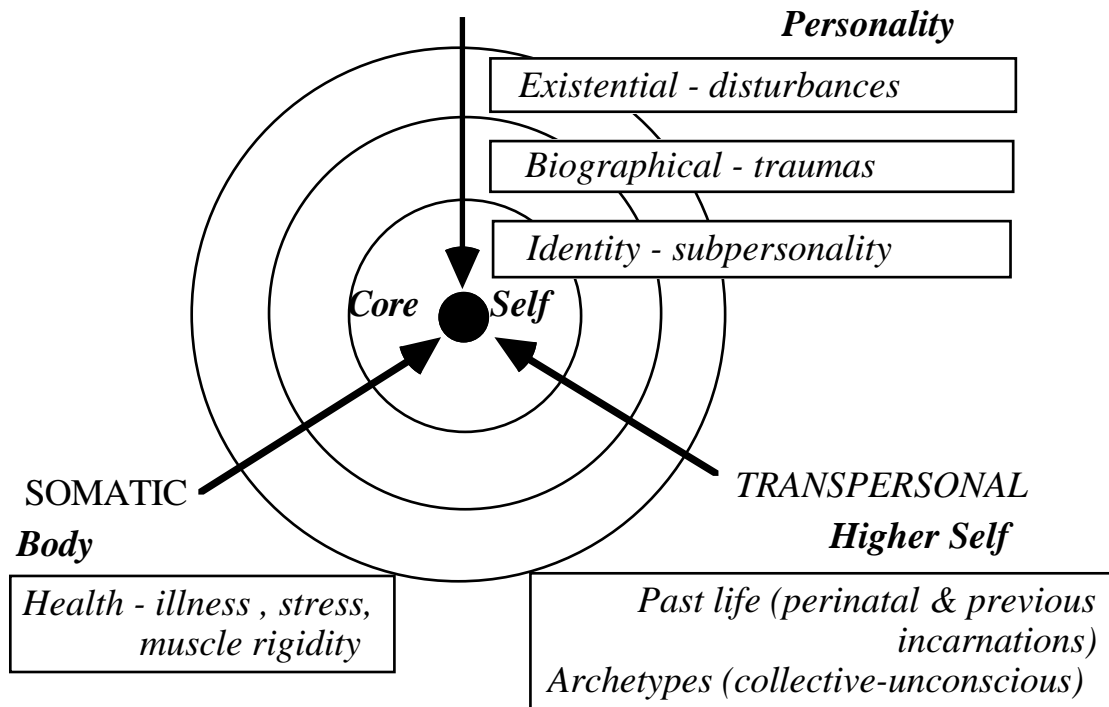 Personality
Existential - disturbances
Biographical - traumas
Identity - subpersonality
Core Self
SOMATIC
Body
Health - illness , stress,
muscle rigidity
TRANSPERSONAL
Higher Self
Past life (perinatal & previous
incarnations)
Archetypes (collective-unconscious)